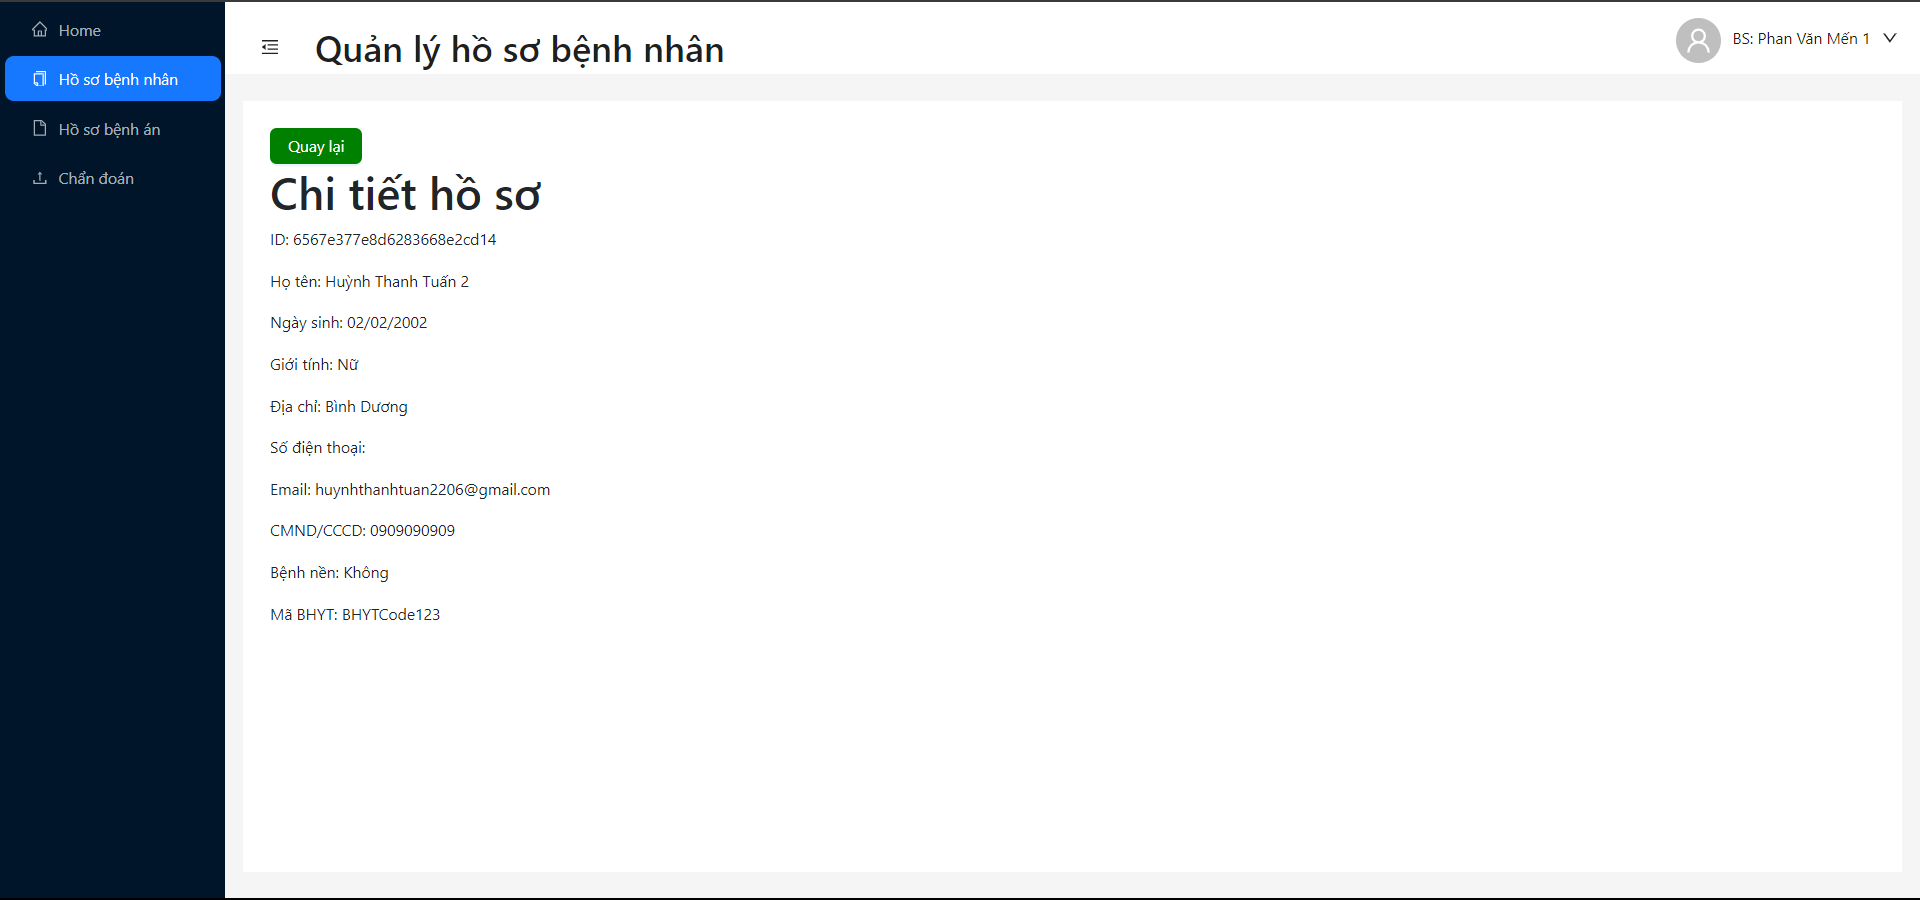 Home
Hồ sơ bệnh nhân
Hồ sơ bệnh án
Chẩn đoán
Quản lý hồ sơ bệnh nhân
BS: Phan Văn Mến 1
Quay lại
Chi tiết hồ sơ
ID: 6567e377e8d6283668e2cd14
Họ tên: Huỳnh Thanh Tuấn 2
Ngày sinh: 02/02/2002
Giới tính: Nữ
Địa chỉ: Bình Dương
Số điện thoại:
Email: huynhthanhtuan2206@gmail.com
CMND/CCCD: 0909090909
Bệnh nền: Không
Mã BHYT: BHYTCode123